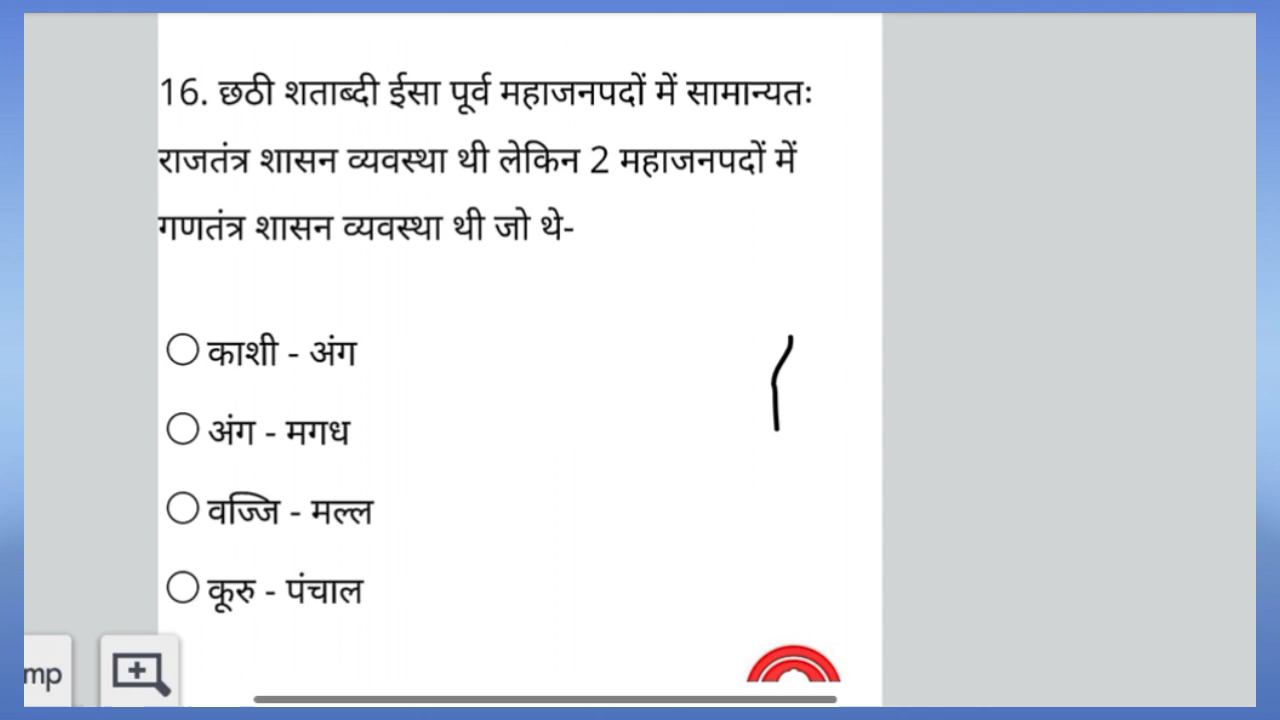 16. छठी शताब्दी ईसा पूर्व महाजनपदों में सामान्यतः
राजतंत्र शासन व्यवस्था थी लेकिन 2 महाजनपदों में
गणतंत्र शासन व्यवस्था थी जो थे-
काशी - अंग
अंग - मगध
वज्जि - मल्ल
कूरु - पंचाल
mp